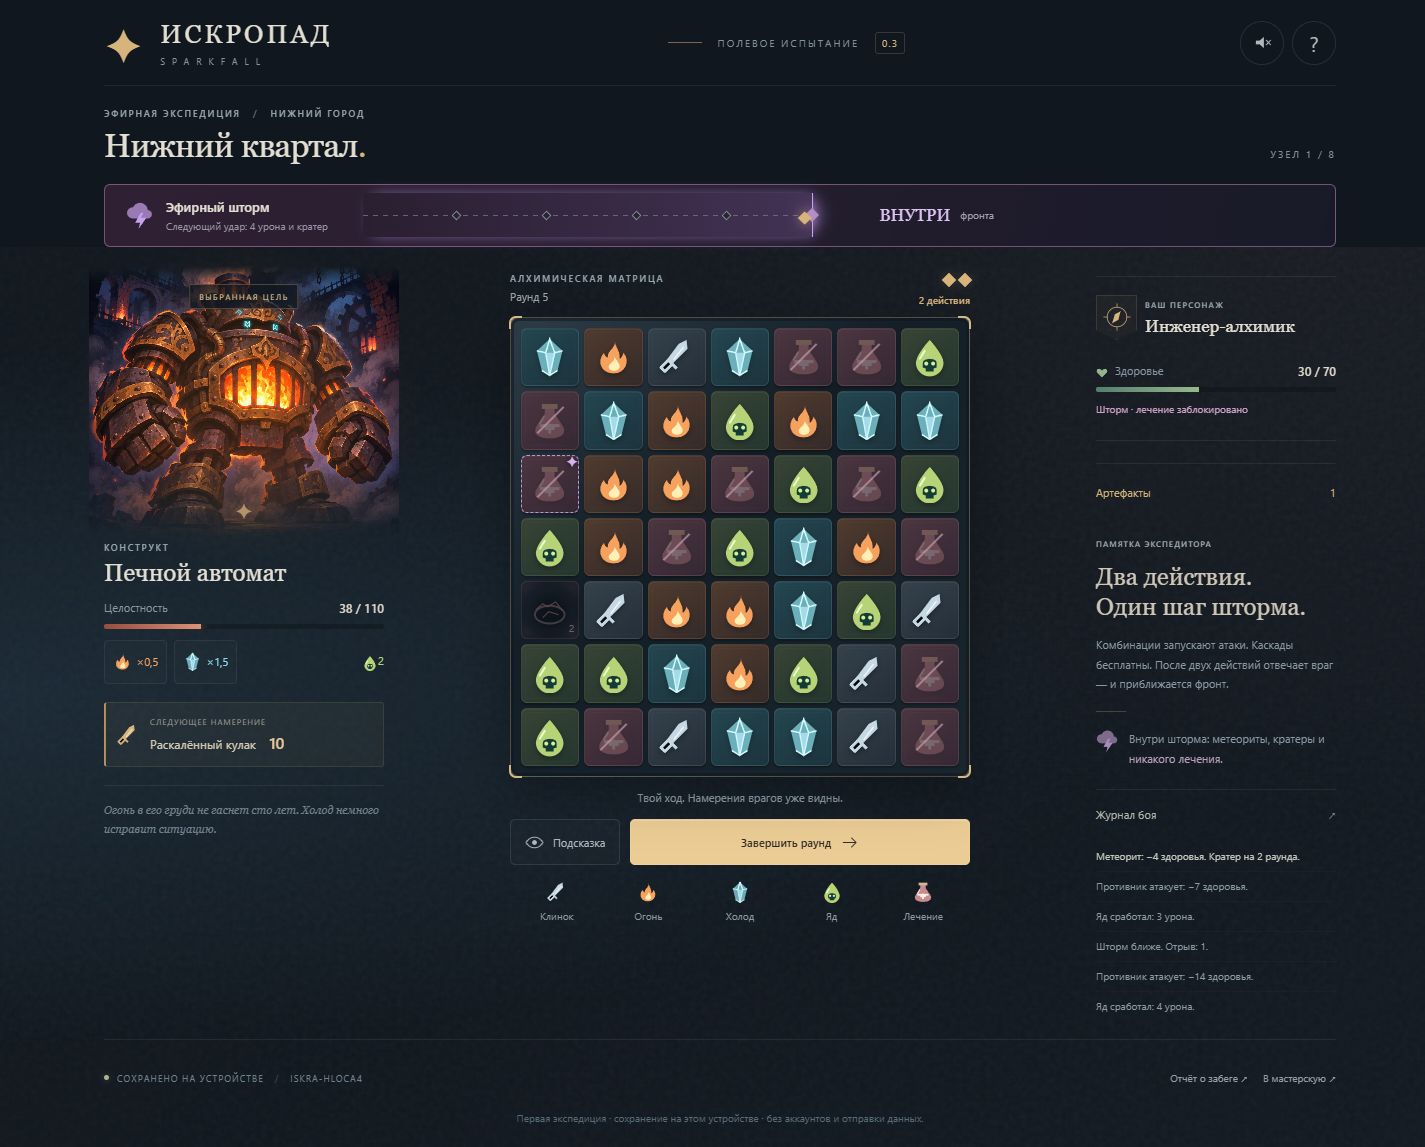 ИСКРОПАД
SPARKFALL
ПОЛЕВОЕ ИСПЫТАНИЕ 0.3
?
ЭФИРНАЯ ЭКСПЕДИЦИЯ / НИЖНИЙ ГОРОД
Нижний квартал.
УЗЕЛ 1 / 8
Эфирный шторм
Следующий удар: 4 урона и кратер
ВНУТРИ фронта
ВЫБРАННАЯ ЦЕЛЬ
КОНСТРУКТ
Печной автомат
Целостность 38 / 110
×0,5 ×1,5 2
СЛЕДУЮЩЕЕ НАМЕРЕНИЕ
Раскалённый кулак 10
Огонь в его груди не гаснет сто лет. Холод немного
исправит ситуацию.
АЛХИМИЧЕСКАЯ МАТРИЦА
Раунд 5
2 действия
2
Твой ход. Намерения врагов уже видны.
Подсказка
Завершить раунд
Клинок Огонь Холод Яд Лечение
ВАШ ПЕРСОНАЖ
Инженер-алхимик
Здоровье 30 / 70
Шторм · лечение заблокировано
Артефакты 1
ПАМЯТКА ЭКСПЕДИТОРА
Два действия.
Один шаг шторма.
Комбинации запускают атаки. Каскады
бесплатны. После двух действий отвечает враг
— и приближается фронт.
Внутри шторма: метеориты, кратеры и
никакого лечения.
Журнал боя ↗
Метеорит: −4 здоровья. Кратер на 2 раунда.
Противник атакует: −7 здоровья.
Яд сработал: 3 урона.
Шторм ближе. Отрыв: 1.
Противник атакует: −14 здоровья.
Яд сработал: 4 урона.
СОХРАНЕНО НА УСТРОЙСТВЕ / ISKRA-HLOCA4
Отчёт о забеге ↗ В мастерскую ↗
Первая экспедиция · сохранение на этом устройстве · без аккаунтов и отправки данных.